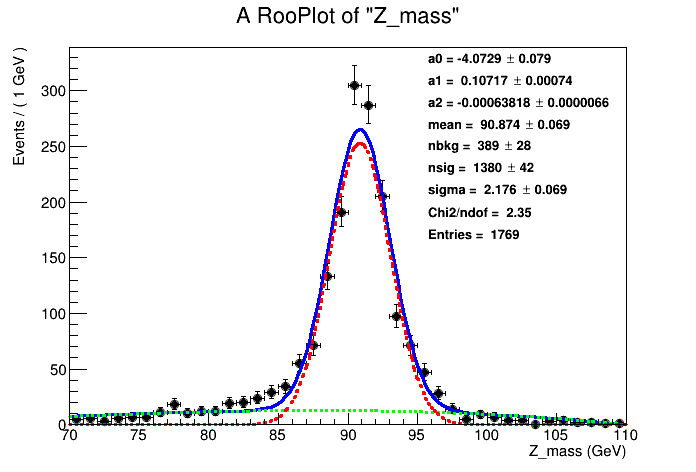 A RooPlot of "Z_mass"
Events / ( 1 GeV )
a0 = -4.0729 ± 0.079
a1 = 0.10717 ± 0.00074
a2 = -0.00063818 ± 0.0000066
mean = 90.874 ± 0.069
nbkg = 389 ± 28
nsig = 1380 ± 42
sigma = 2.176 ± 0.069
Chi2/ndof = 2.35
Entries = 1769
300
250
200
150
100
50
0
70 75 80 85 90 95 100 105 110
Z_mass (GeV)